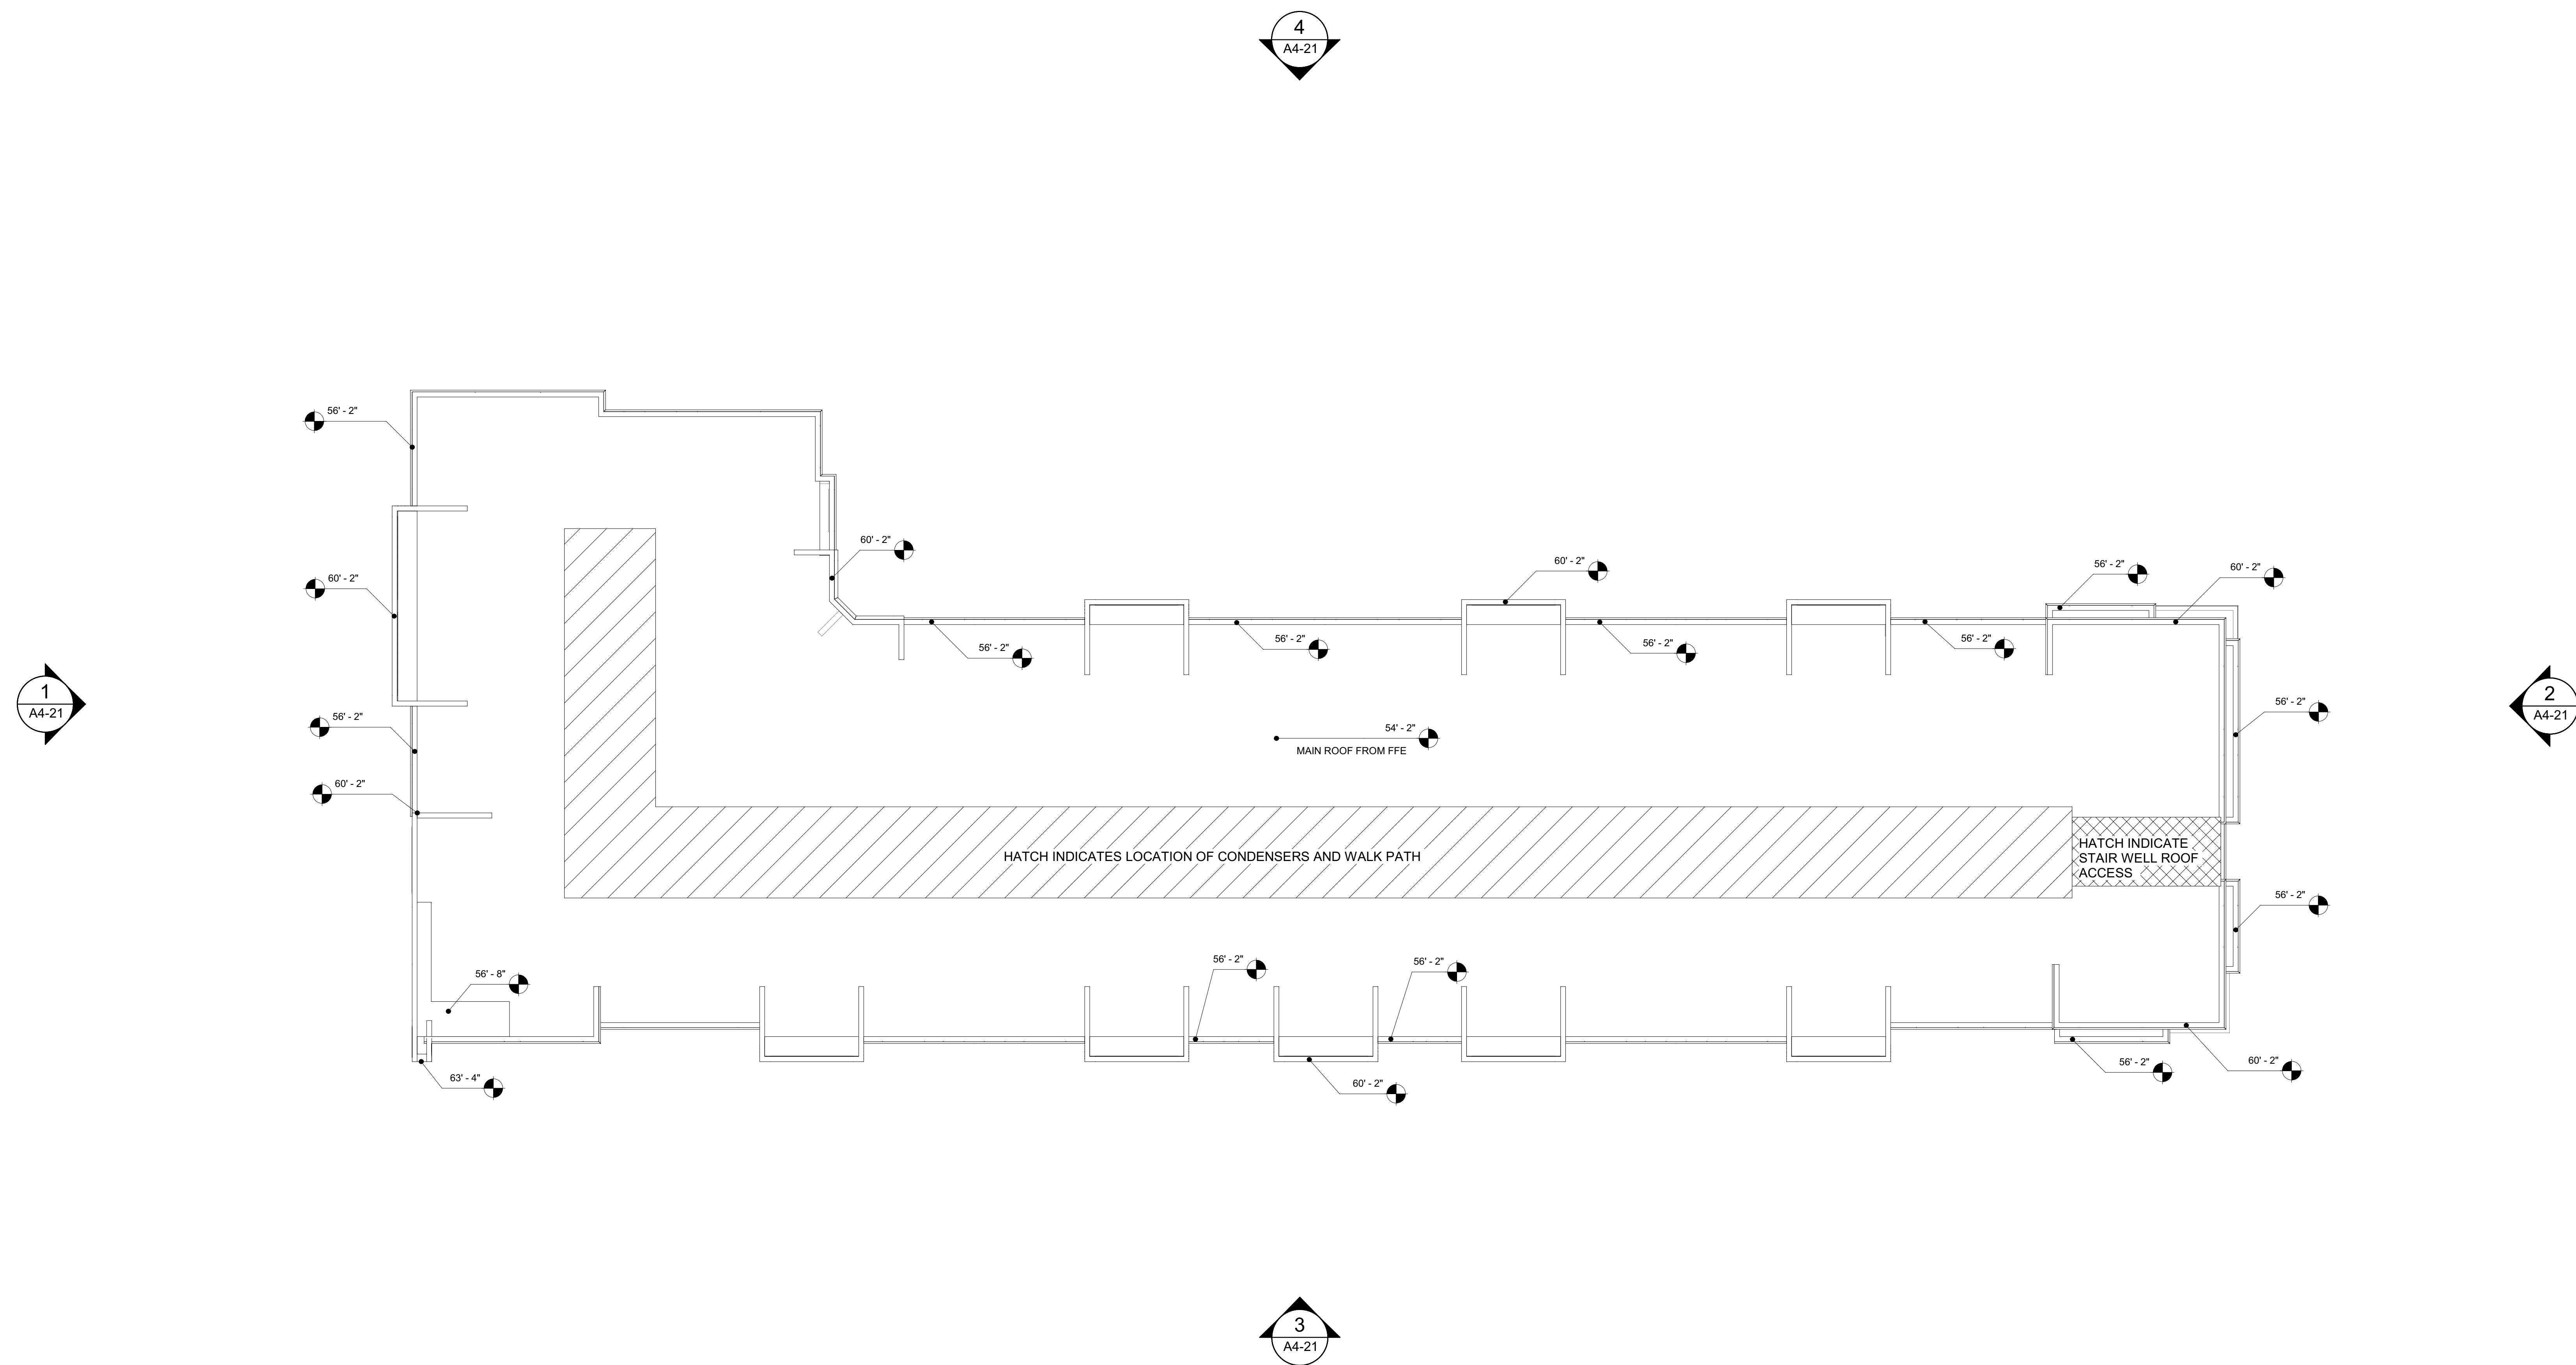 4
A4-21
56' - 2"
60' - 2"
60' - 2"
56' - 2"
60' - 2"
60' - 2"
56' - 2"
56' - 2"
56' - 2"
56' - 2"
1
A4-21
2
A4-21
56' - 2"
56' - 2"
54' - 2"
MAIN ROOF FROM FFE
60' - 2"
HATCH INDICATES LOCATION OF CONDENSERS AND WALK PATH
HATCH INDICATE
STAIR WELL ROOF
ACCESS
56' - 2"
56' - 2"
56' - 2"
56' - 8"
63' - 4"
60' - 2"
56' - 2"
60' - 2"
3
A4-21